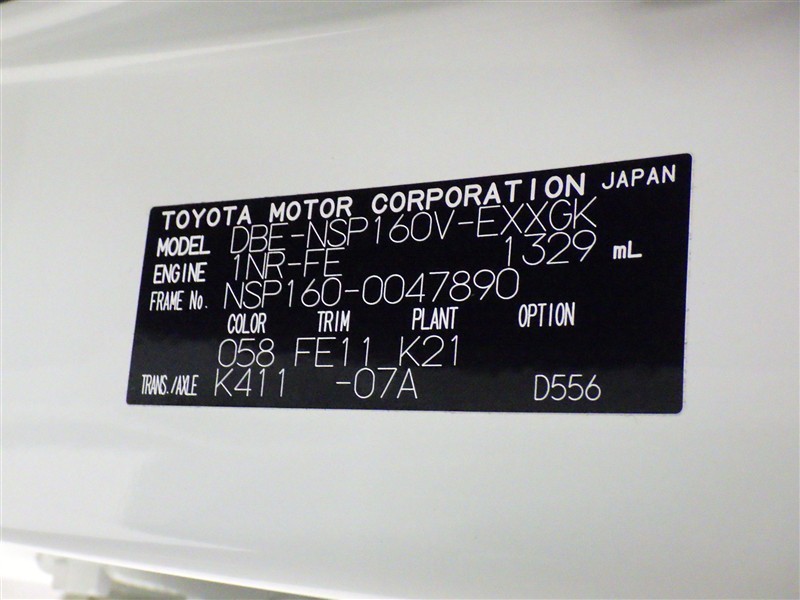 TOYOTA MOTOR CORPORATION JAPAN
MODEL DBE-NSP160V-EXXGK
ENGINE 1NR-FE 1329 mL
FRAME No. NSP160-0047890
COLOR TRIM PLANT OPTION
058 FE11 K21
TRANS./AXLE K411 -07A D556